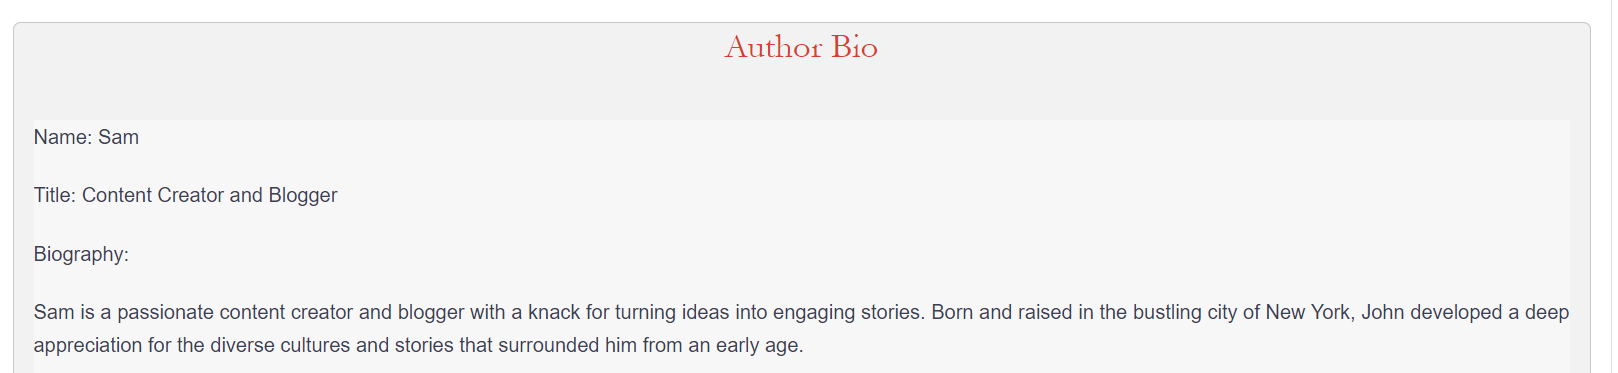 Author Bio
Name: Sam
Title: Content Creator and Blogger
Biography:
Sam is a passionate content creator and blogger with a knack for turning ideas into engaging stories. Born and raised in the bustling city of New York, John developed a deep
appreciation for the diverse cultures and stories that surrounded him from an early age.